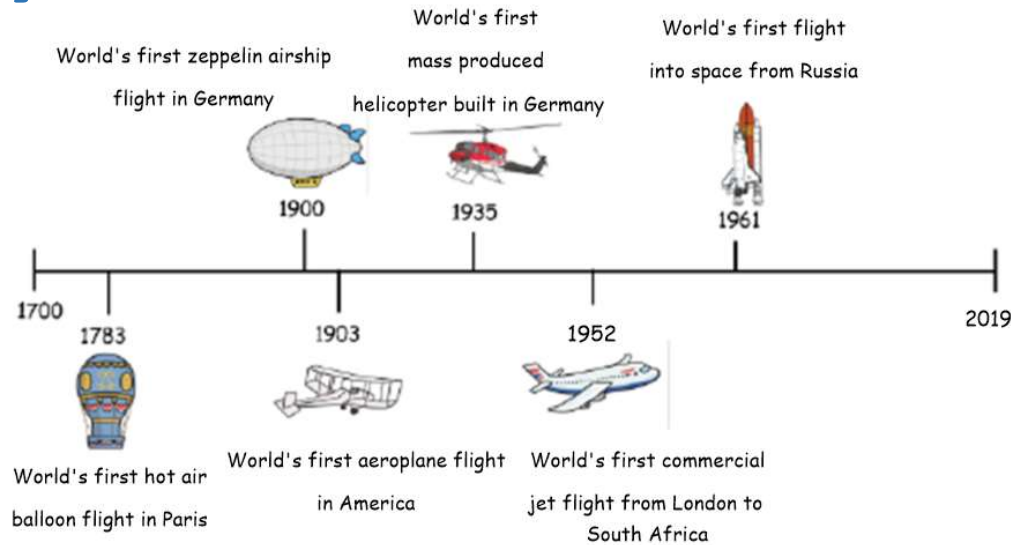 World's first zeppelin airship
flight in Germany
1900
World's first
mass produced
helicopter built in Germany
1935
World's first flight
into space from Russia
1961
1700
1783
World's first hot air
balloon flight in Paris
1903
World's first aeroplane flight
in America
1952
World's first commercial
jet flight from London to
South Africa
2019